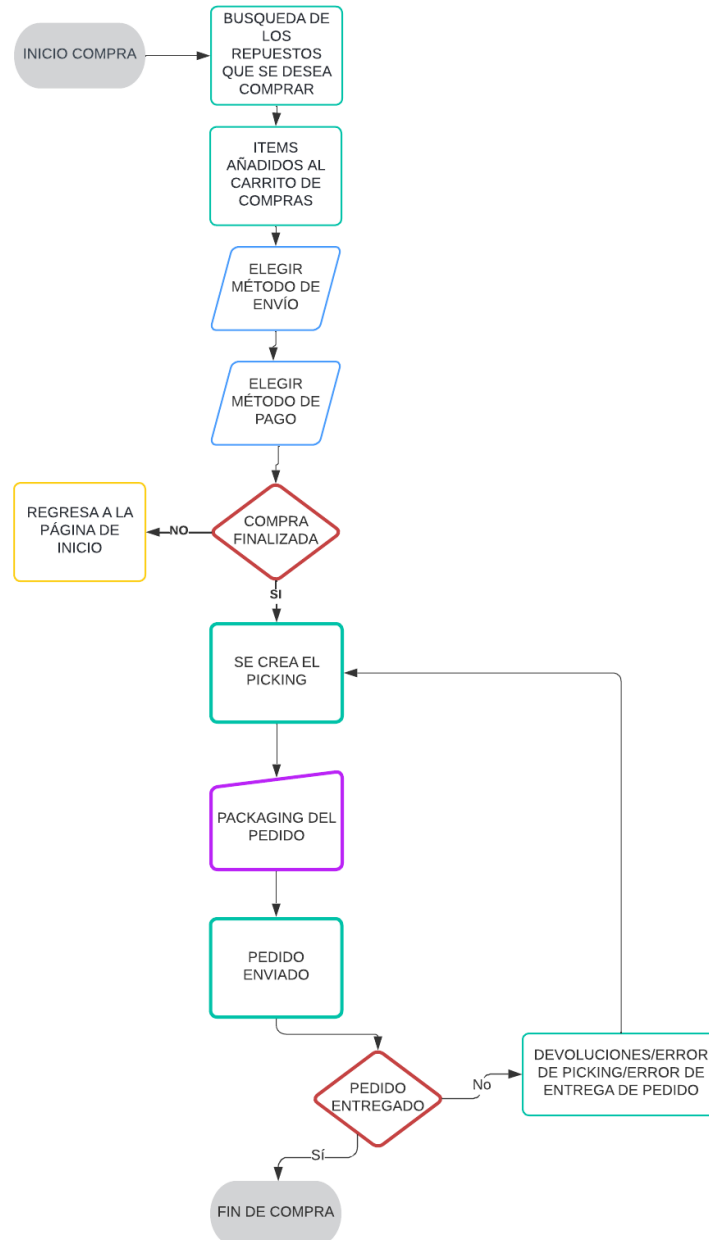 INICIO COMPRA
BUSQUEDA DE
LOS
REPUESTOS
QUE SE DESEA
COMPRAR
ITEMS
AÑADIDOS AL
CARRITO DE
COMPRAS
ELEGIR
MÉTODO DE
ENVÍO
ELEGIR
MÉTODO DE
PAGO
COMPRA
FINALIZADA
NO
REGRESA A LA
PÁGINA DE
INICIO
SI
SE CREA EL
PICKING
PACKAGING DEL
PEDIDO
PEDIDO
ENVIADO
PEDIDO
ENTREGADO
No
DEVOLUCIONES/ERROR
DE PICKING/ERROR DE
ENTREGA DE PEDIDO
Sí
FIN DE COMPRA